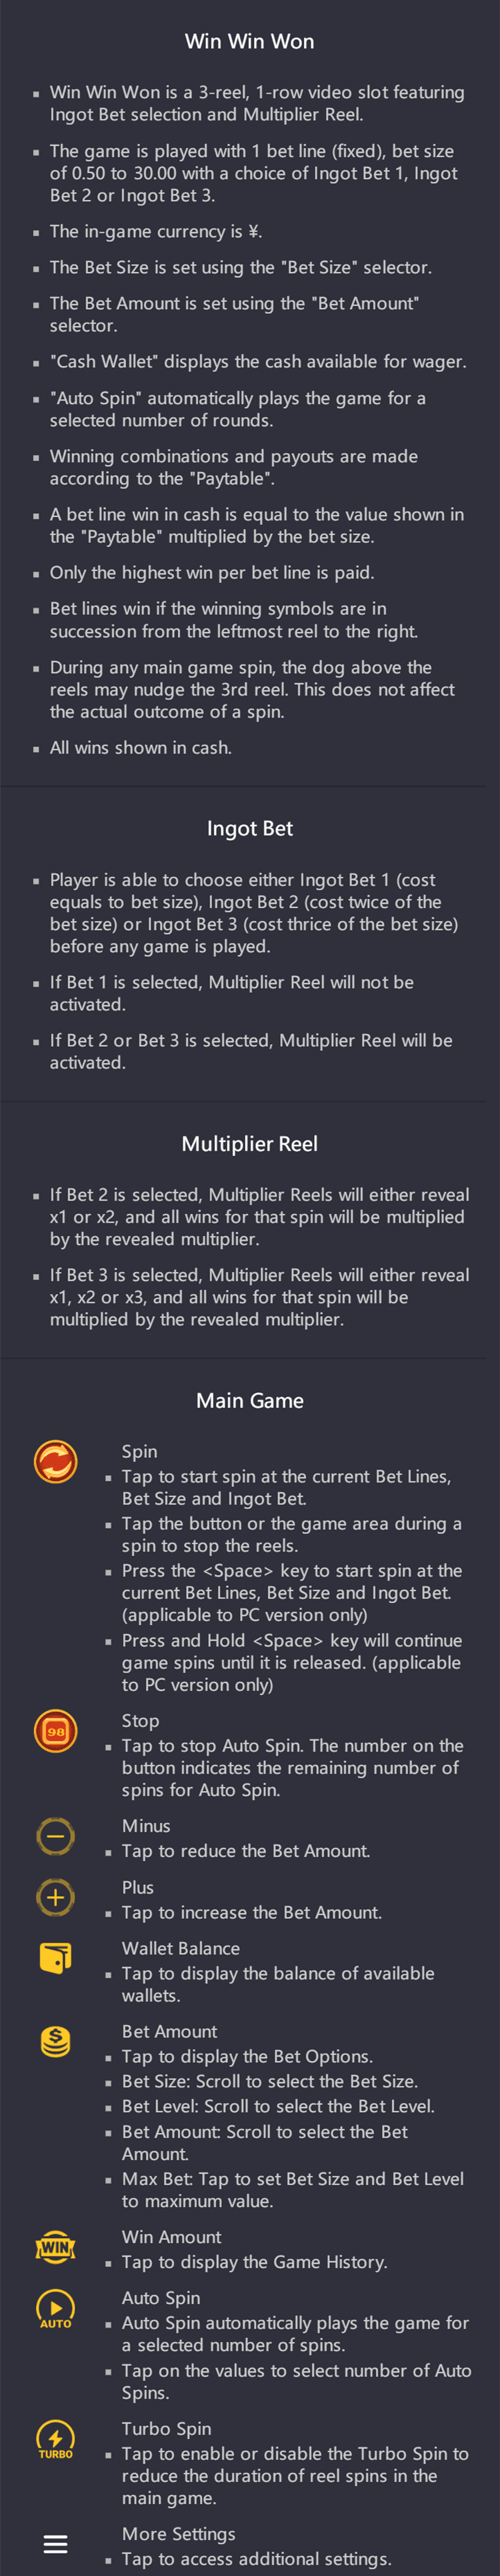 Win Win Won
▪ Win Win Won is a 3-reel, 1-row video slot featuring
Ingot Bet selection and Multiplier Reel.
▪ The game is played with 1 bet line (fixed), bet size
of 0.50 to 30.00 with a choice of Ingot Bet 1, Ingot
Bet 2 or Ingot Bet 3.
▪ The in-game currency is ¥.
▪ The Bet Size is set using the "Bet Size" selector.
▪ The Bet Amount is set using the "Bet Amount"
selector.
▪ "Cash Wallet" displays the cash available for wager.
▪ "Auto Spin" automatically plays the game for a
selected number of rounds.
▪ Winning combinations and payouts are made
according to the "Paytable".
▪ A bet line win in cash is equal to the value shown in
the "Paytable" multiplied by the bet size.
▪ Only the highest win per bet line is paid.
▪ Bet lines win if the winning symbols are in
succession from the leftmost reel to the right.
▪ During any main game spin, the dog above the
reels may nudge the 3rd reel. This does not affect
the actual outcome of a spin.
▪ All wins shown in cash.
Ingot Bet
▪ Player is able to choose either Ingot Bet 1 (cost
equals to bet size), Ingot Bet 2 (cost twice of the
bet size) or Ingot Bet 3 (cost thrice of the bet size)
before any game is played.
▪ If Bet 1 is selected, Multiplier Reel will not be
activated.
▪ If Bet 2 or Bet 3 is selected, Multiplier Reel will be
activated.
Multiplier Reel
▪ If Bet 2 is selected, Multiplier Reels will either reveal
x1 or x2, and all wins for that spin will be multiplied
by the revealed multiplier.
▪ If Bet 3 is selected, Multiplier Reels will either reveal
x1, x2 or x3, and all wins for that spin will be
multiplied by the revealed multiplier.
Main Game
Spin
▪ Tap to start spin at the current Bet Lines,
Bet Size and Ingot Bet.
▪ Tap the button or the game area during a
spin to stop the reels.
▪ Press the <Space> key to start spin at the
current Bet Lines, Bet Size and Ingot Bet.
(applicable to PC version only)
▪ Press and Hold <Space> key will continue
game spins until it is released. (applicable
to PC version only)
98
Stop
▪ Tap to stop Auto Spin. The number on the
button indicates the remaining number of
spins for Auto Spin.
Minus
▪ Tap to reduce the Bet Amount.
Plus
▪ Tap to increase the Bet Amount.
Wallet Balance
▪ Tap to display the balance of available
wallets.
$
Bet Amount
▪ Tap to display the Bet Options.
▪ Bet Size: Scroll to select the Bet Size.
▪ Bet Level: Scroll to select the Bet Level.
▪ Bet Amount: Scroll to select the Bet
Amount.
▪ Max Bet: Tap to set Bet Size and Bet Level
to maximum value.
WIN
Win Amount
▪ Tap to display the Game History.
AUTO
Auto Spin
▪ Auto Spin automatically plays the game for
a selected number of spins.
▪ Tap on the values to select number of Auto
Spins.
TURBO
Turbo Spin
▪ Tap to enable or disable the Turbo Spin to
reduce the duration of reel spins in the
main game.
More Settings
▪ Tap to access additional settings.